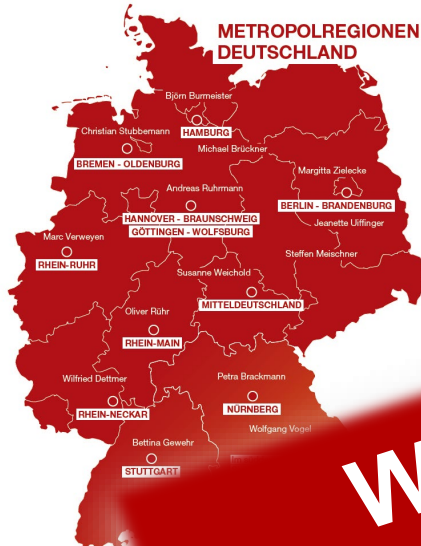 METROPOLREGIONEN
DEUTSCHLAND
Björn Burmeister
HAMBURG
Christian Stubbemann
BREMEN - OLDENBURG
Michael Brückner
Margitta Zielecke
BERLIN - BRANDENBURG
Andreas Ruhrmann
HANNOVER - BRAUNSCHWEIG
GÖTTINGEN - WOLFSBURG
Jeanette Uiffinger
Marc Verweyen
RHEIN-RUHR
Steffen Meischner
Susanne Weichold
MITTELDEUTSCHLAND
Oliver Rühr
RHEIN-MAIN
Wilfried Dettmer
RHEIN-NECKAR
Petra Brackmann
NÜRNBERG
Wolfgang Vogel
Bettina Gewehr
STUTTGART
W